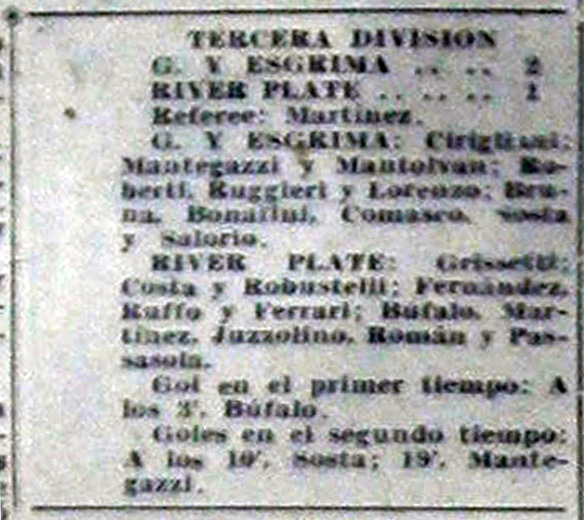 TERCERA DIVISION
G. Y ESGRIMA .. .. 2
RIVER PLATE .. .. .. 1
Referee: Martínez.
G. Y ESGRIMA: Cirigliani;
Mantegazzi y Mantolvan; Ro-
berti, Ruggieri y Lorenzo; Bru-
na, Bonafini, Comasco, Sosta
y Salorio.
RIVER PLATE: Grissetti;
Costa y Robustelli; Fernández,
Ruffo y Ferrari; Búfalo, Mar-
tínez, Juzzolino, Román y Pas-
sasola.
Gol en el primer tiempo: A
los 3', Búfalo.
Goles en el segundo tiempo:
A los 10', Sosta; 19', Mante-
gazzi.